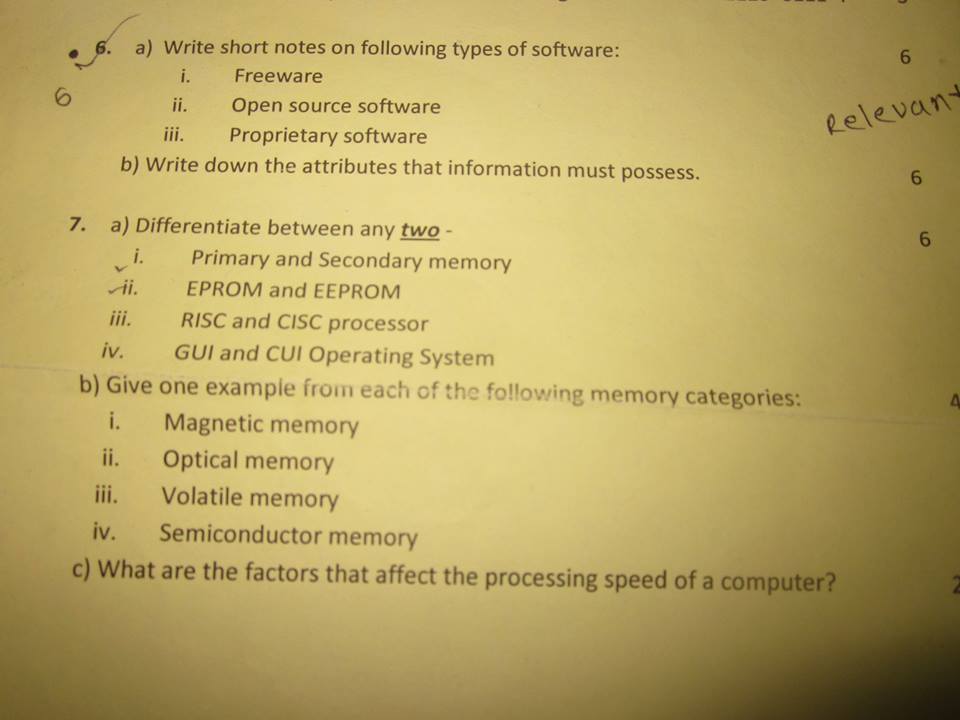 6. a) Write short notes on following types of software: 6
i. Freeware
6
ii. Open source software
Relevant
iii. Proprietary software
b) Write down the attributes that information must possess. 6
7. a) Differentiate between any two - 6
i. Primary and Secondary memory
ii. EPROM and EEPROM
iii. RISC and CISC processor
iv. GUI and CUI Operating System
b) Give one example from each of the following memory categories: 4
i. Magnetic memory
ii. Optical memory
iii. Volatile memory
iv. Semiconductor memory
c) What are the factors that affect the processing speed of a computer? 2